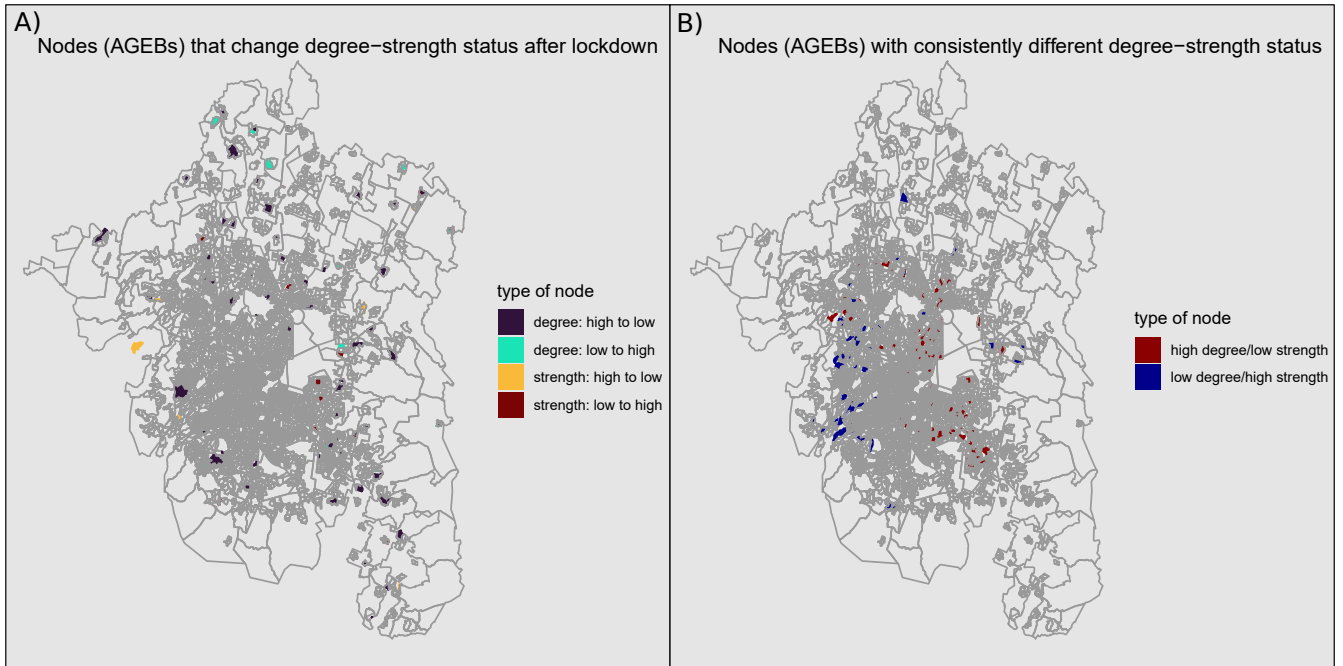 A)
Nodes (AGEBs) that change degree−strength status after lockdown
type of node
degree: high to low
degree: low to high
strength: high to low
strength: low to high
B)
Nodes (AGEBs) with consistently different degree−strength status
type of node
high degree/low strength
low degree/high strength